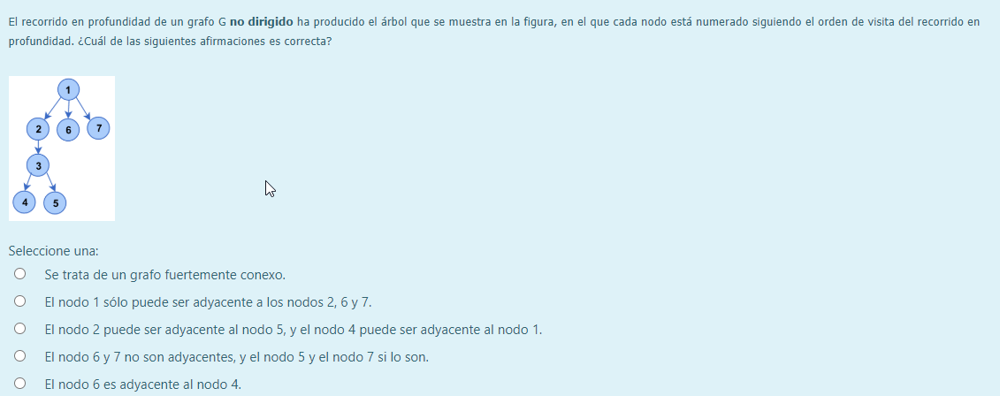 El recorrido en profundidad de un grafo G no dirigido ha producido el árbol que se muestra en la figura, en el que cada nodo está numerado siguiendo el orden de visita del recorrido en
profundidad. ¿Cuál de las siguientes afirmaciones es correcta?
1
2 6 7
3
4 5
Seleccione una:
Se trata de un grafo fuertemente conexo.
El nodo 1 sólo puede ser adyacente a los nodos 2, 6 y 7.
El nodo 2 puede ser adyacente al nodo 5, y el nodo 4 puede ser adyacente al nodo 1.
El nodo 6 y 7 no son adyacentes, y el nodo 5 y el nodo 7 si lo son.
El nodo 6 es adyacente al nodo 4.